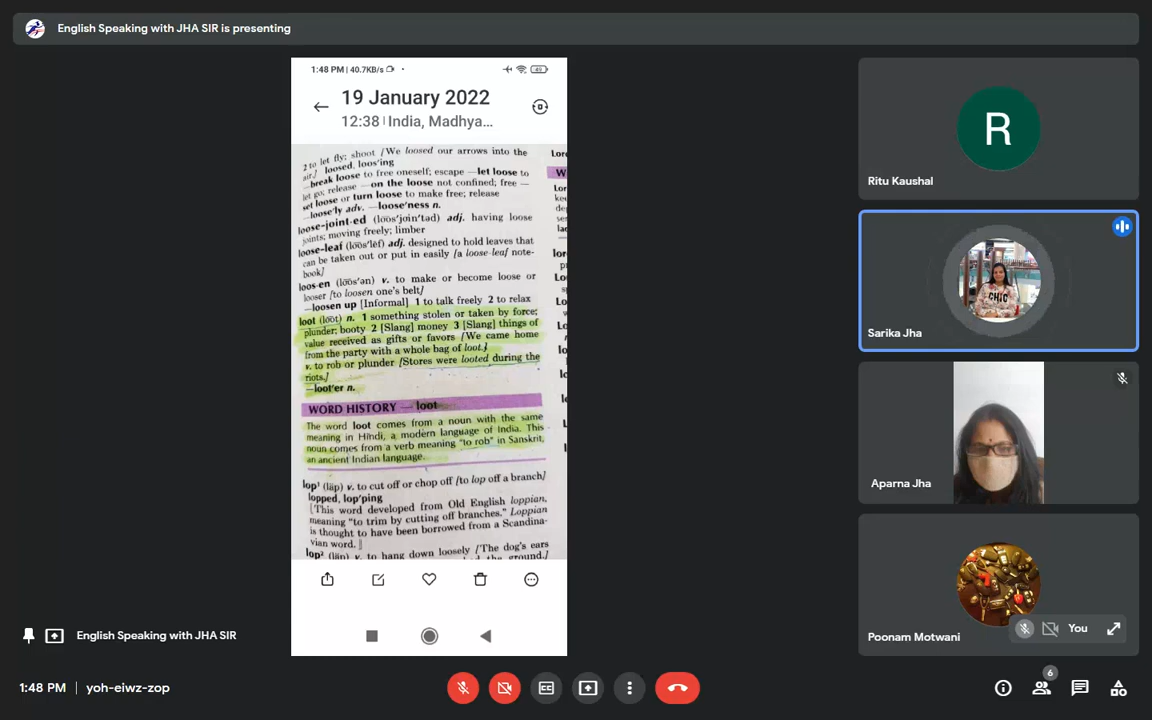 English Speaking with JHA SIR is presenting
1:48 PM | 40.7KB/s
49
19 January 2022
12:38 India, Madhya...
2 to let fly; shoot [We loosed our arrows into the
air.] loosed, loos'ing
—break loose to free oneself; escape —let loose to
let go; release —on the loose not confined; free —
set loose or turn loose to make free; release
—loose'ly adv. —loose'ness n.
loose-joint·ed (lo͞os′join′təd) adj. having loose
joints; moving freely; limber
loose-leaf (lo͞os′lēf) adj. designed to hold leaves that
can be taken out or put in easily [a loose-leaf note-
book]
loos·en (lo͞os′ən) v. to make or become loose or
looser [to loosen one's belt]
—loosen up [Informal] 1 to talk freely 2 to relax
loot (lo͞ot) n. 1 something stolen or taken by force;
plunder; booty 2 [Slang] money 3 [Slang] things of
value received as gifts or favors [We came home
from the party with a whole bag of loot.]
v. to rob or plunder [Stores were looted during the
riots.]
—loot'er n.
WORD HISTORY — loot
The word loot comes from a noun with the same
meaning in Hindi, a modern language of India. This
noun comes from a verb meaning "to rob" in Sanskrit,
an ancient Indian language.
lop¹ (läp) v. to cut off or chop off [to lop off a branch]
lopped, lop'ping
[This word developed from Old English loppian,
meaning "to trim by cutting off branches." Loppian
is thought to have been borrowed from a Scandina-
vian word.]
lop² (läp) v. to hang down loosely [The dog's ears
the ground.]
Lore
W
lore
R
Ritu Kaushal
CHIC
Sarika Jha
Aparna Jha
Poonam Motwani
You
English Speaking with JHA SIR
1:48 PM | yoh-eiwz-zop
CC
6